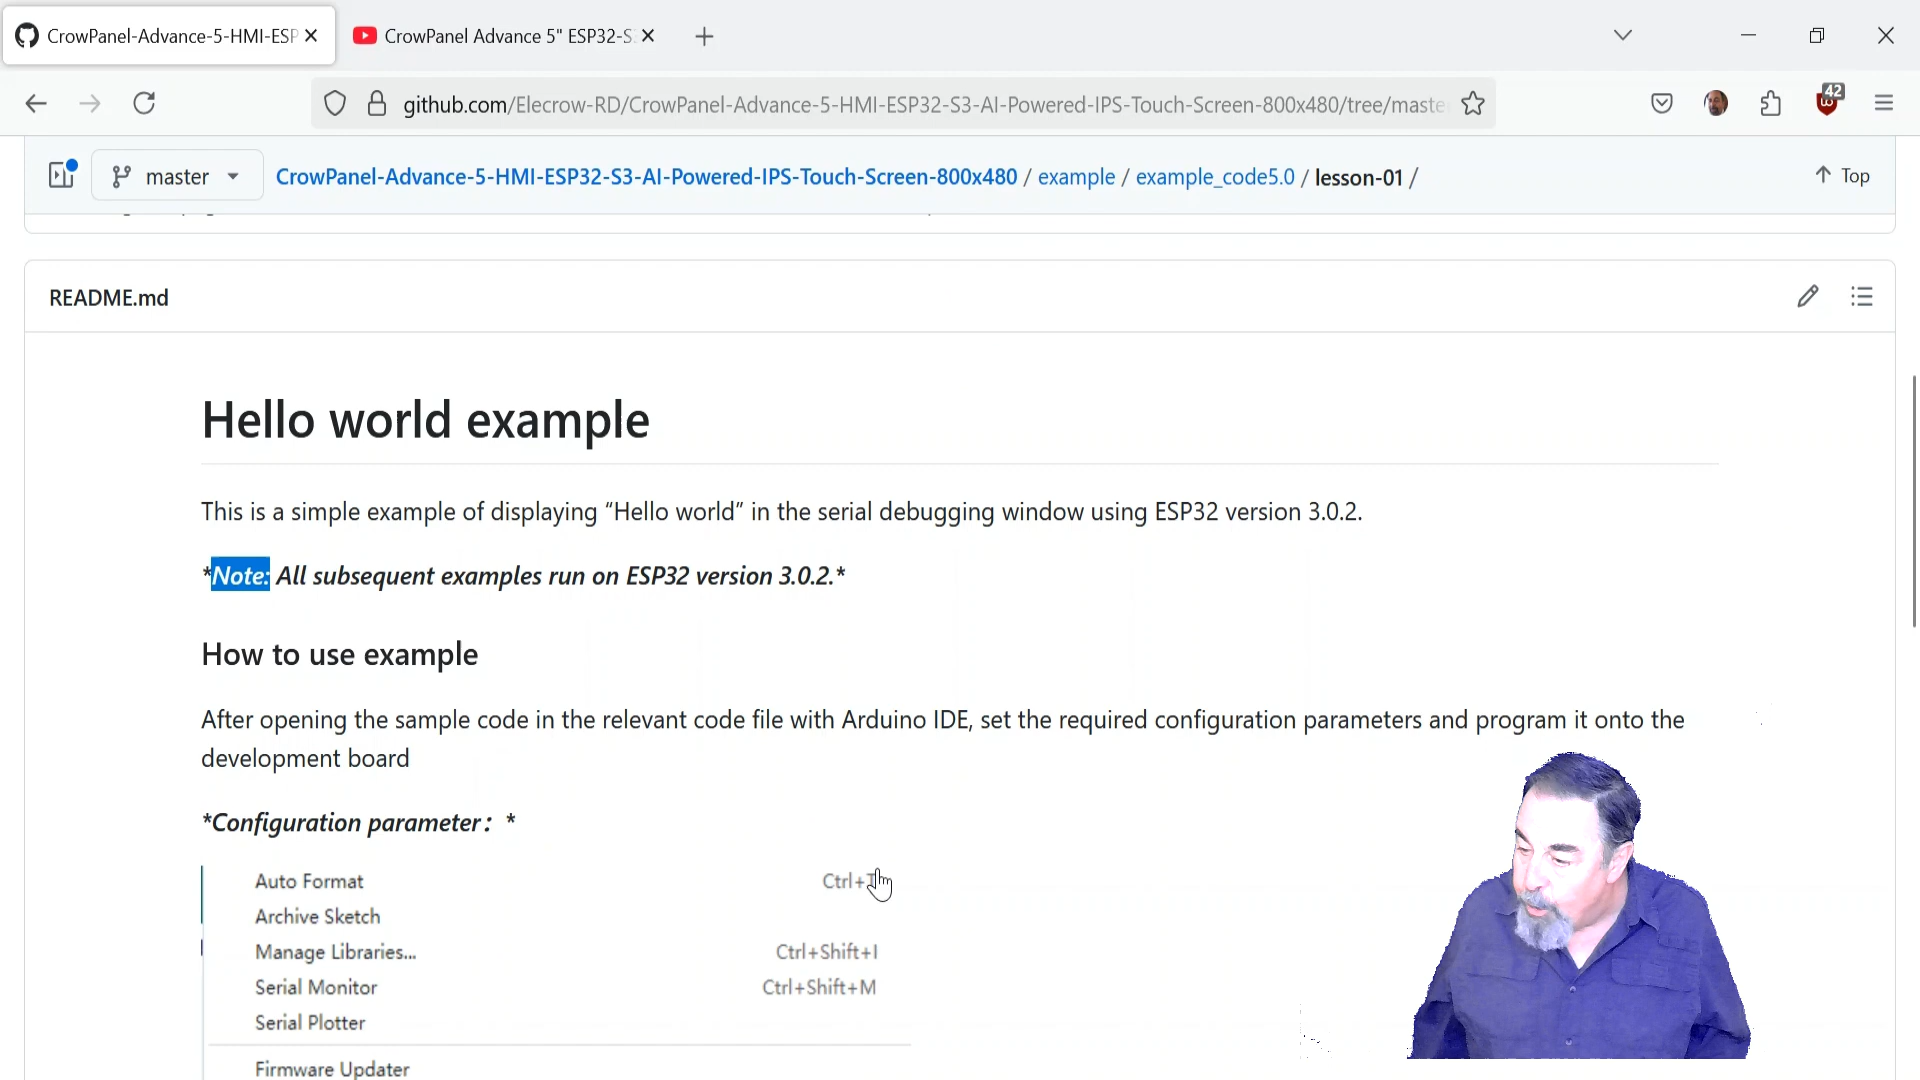 CrowPanel-Advance-5-HMI-ESP
CrowPanel Advance 5" ESP32-S
github.com/Elecrow-RD/CrowPanel-Advance-5-HMI-ESP32-S3-AI-Powered-IPS-Touch-Screen-800x480/tree/maste
42
master
CrowPanel-Advance-5-HMI-ESP32-S3-AI-Powered-IPS-Touch-Screen-800x480 / example / example_code5.0 / lesson-01 /
Top
README.md
Hello world example
This is a simple example of displaying “Hello world” in the serial debugging window using ESP32 version 3.0.2.
*Note: All subsequent examples run on ESP32 version 3.0.2.*
How to use example
After opening the sample code in the relevant code file with Arduino IDE, set the required configuration parameters and program it onto the
development board
*Configuration parameter：*
Auto Format Ctrl+T
Archive Sketch
Manage Libraries... Ctrl+Shift+I
Serial Monitor Ctrl+Shift+M
Serial Plotter
Firmware Updater